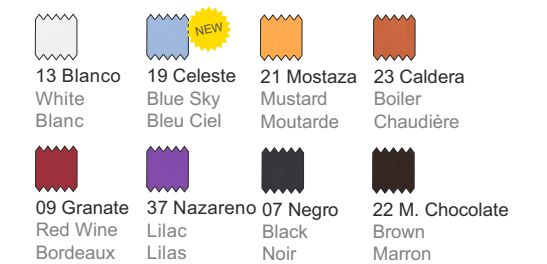 NEW
13 Blanco
White
Blanc
19 Celeste
Blue Sky
Bleu Ciel
21 Mostaza
Mustard
Moutarde
23 Caldera
Boiler
Chaudière
09 Granate
Red Wine
Bordeaux
37 Nazareno
Lilac
Lilas
07 Negro
Black
Noir
22 M. Chocolate
Brown
Marron